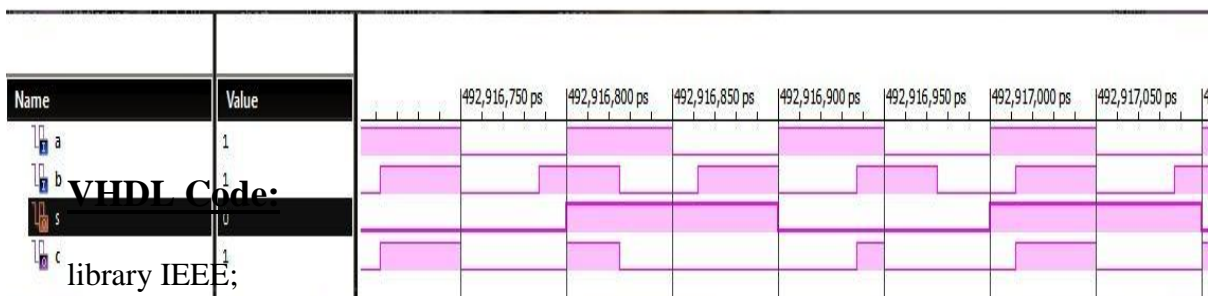 Name Value
492,916,750 ps 492,916,800 ps 492,916,850 ps 492,916,900 ps 492,916,950 ps 492,917,000 ps 492,917,050 ps
a 1
b 1
VHDL Code:
s 0
c 1
library IEEE;